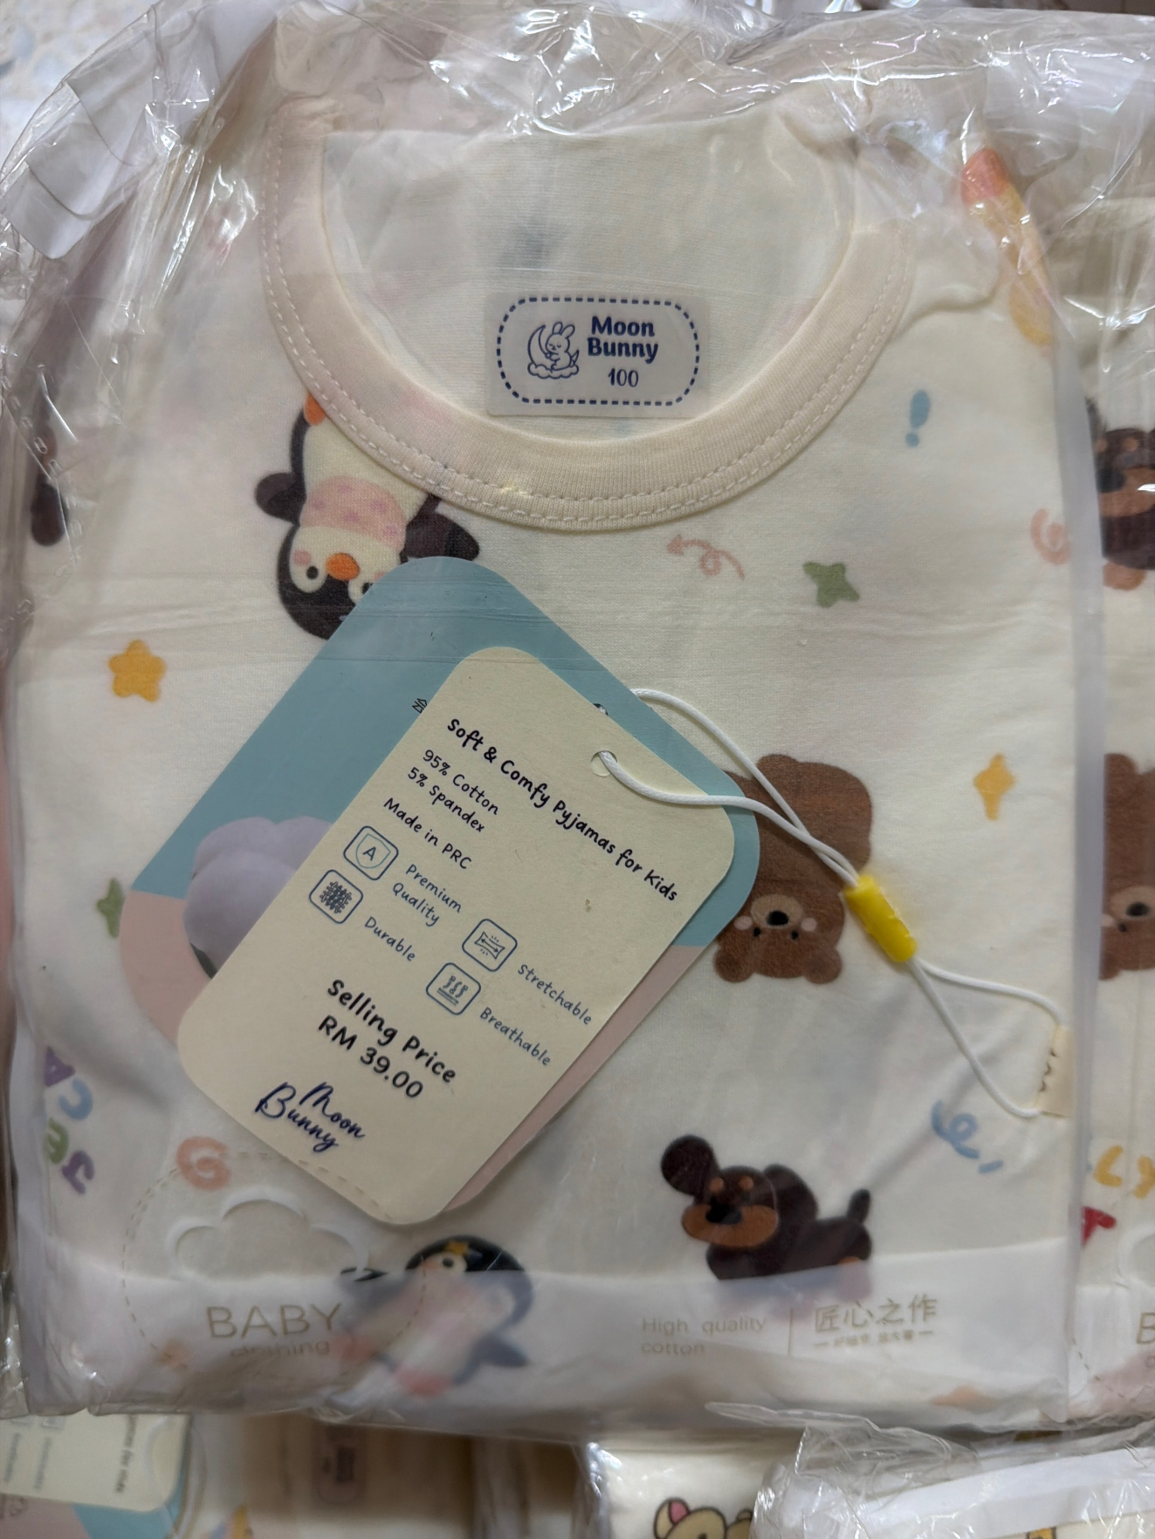 Moon
Bunny
100
Soft & Comfy Pyjamas for Kids
95% Cotton
5% Spandex
Made in PRC
A
Premium
Quality
Durable
Stretchable
Breathable
Selling Price
RM 39.00
Moon
Bunny
BABY
clothing
High quality
cotton
匠心之作